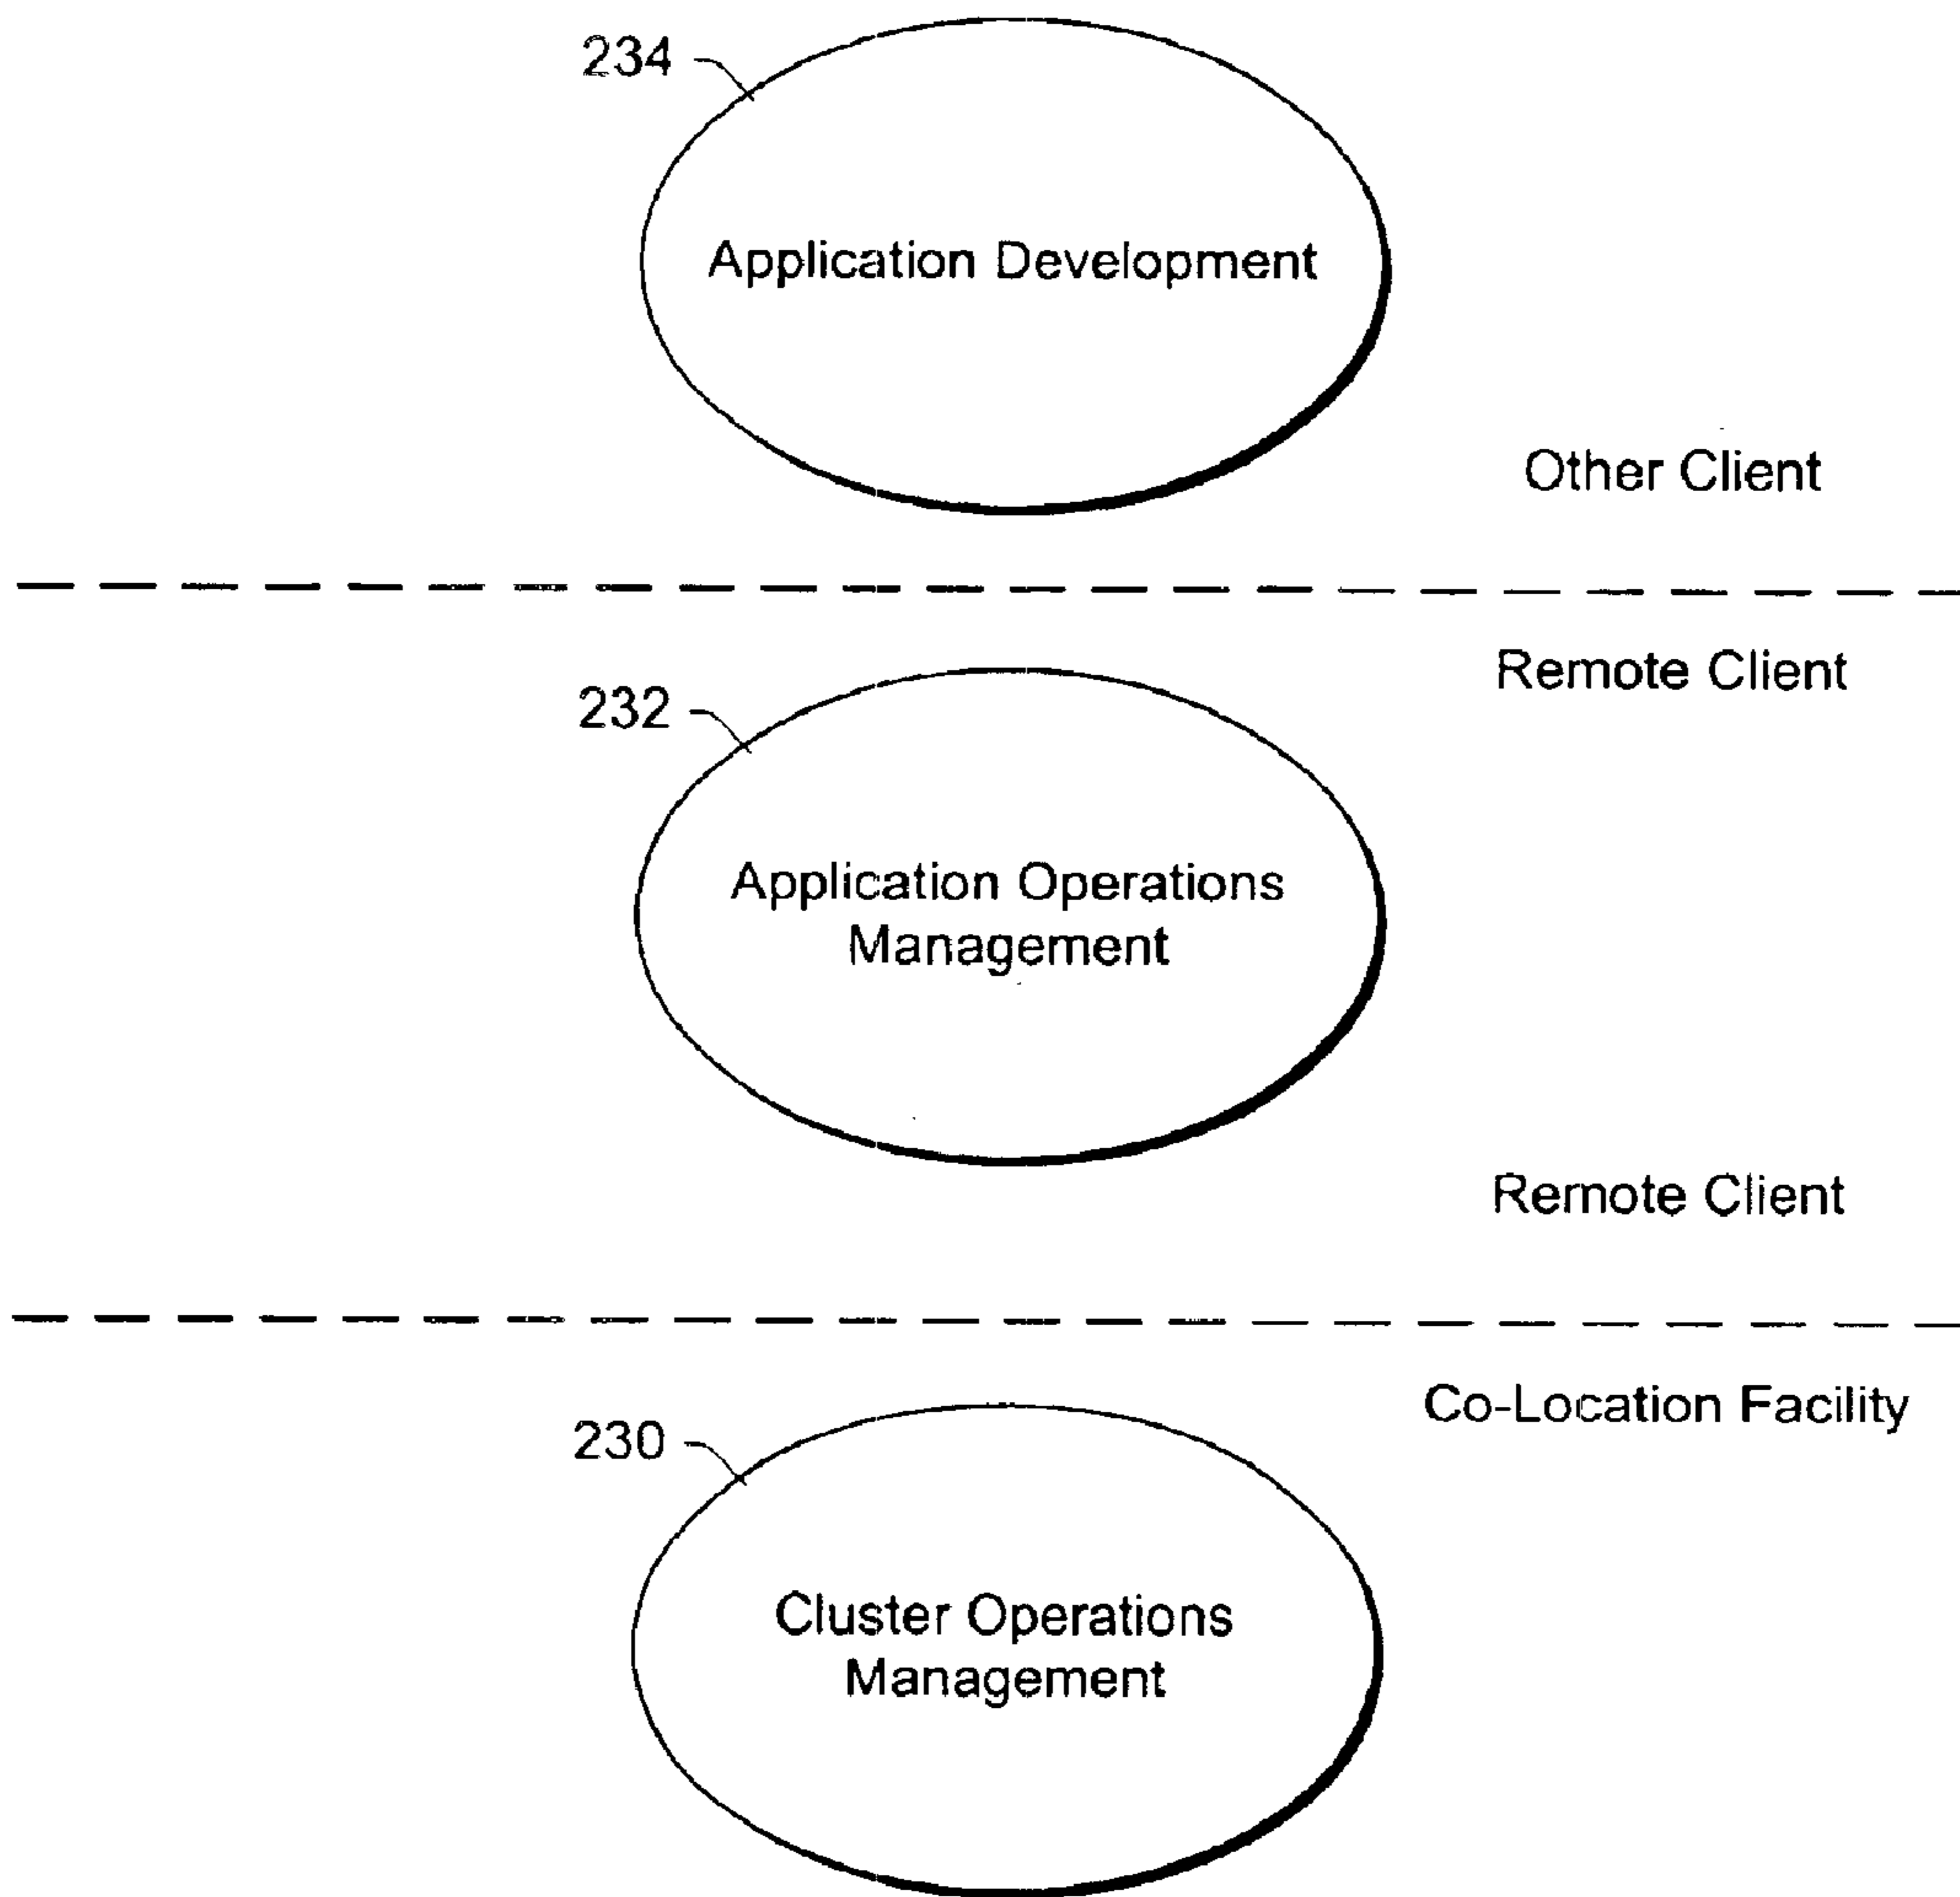 234
Application Development
Other Client
Remote Client
232
Application Operations
Management
Remote Client
Co-Location Facility
230
Cluster Operations
Management